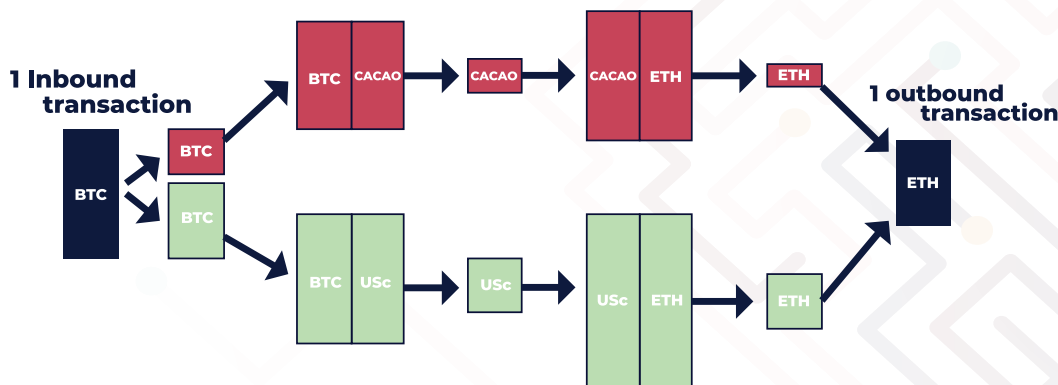 1 Inbound
transaction
BTC
BTC
BTC
BTC CACAO
CACAO
CACAO ETH
ETH
BTC USc
USc
USc ETH
ETH
1 outbound
transaction
ETH